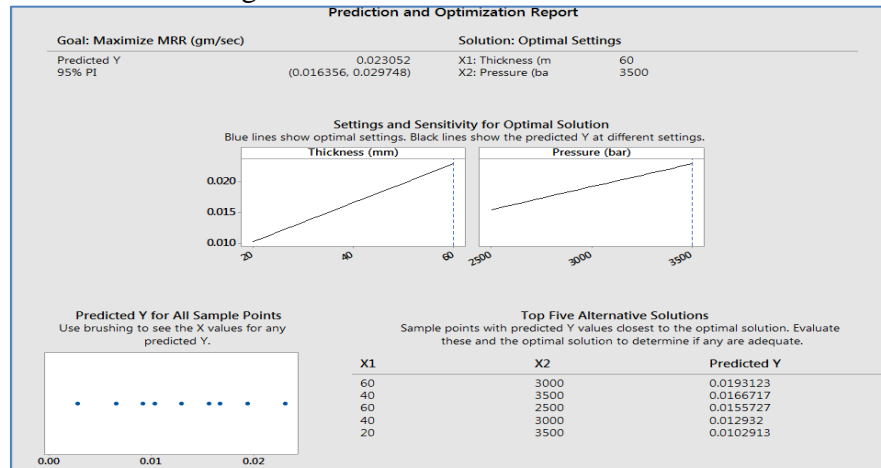 Prediction and Optimization Report
Goal: Maximize MRR (gm/sec) Solution: Optimal Settings
Predicted Y 0.023052 X1: Thickness (m 60
95% PI (0.016356, 0.029748) X2: Pressure (ba 3500
Settings and Sensitivity for Optimal Solution
Blue lines show optimal settings. Black lines show the predicted Y at different settings.
Thickness (mm) Pressure (bar)
0.020
0.015
0.010
20 40 60 2500 3000 3500
Predicted Y for All Sample Points
Use brushing to see the X values for any
predicted Y.
0.00 0.01 0.02
Top Five Alternative Solutions
Sample points with predicted Y values closest to the optimal solution. Evaluate
these and the optimal solution to determine if any are adequate.
X1 X2 Predicted Y
60 3000 0.0193123
40 3500 0.0166717
60 2500 0.0155727
40 3000 0.012932
20 3500 0.0102913